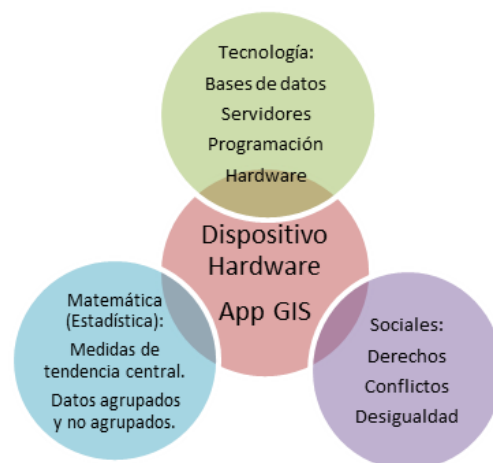 Tecnología:
Bases de datos
Servidores
Programación
Hardware
Dispositivo
Hardware
App GIS
Matemática
(Estadística):
Medidas de
tendencia central.
Datos agrupados
y no agrupados.
Sociales:
Derechos
Conflictos
Desigualdad